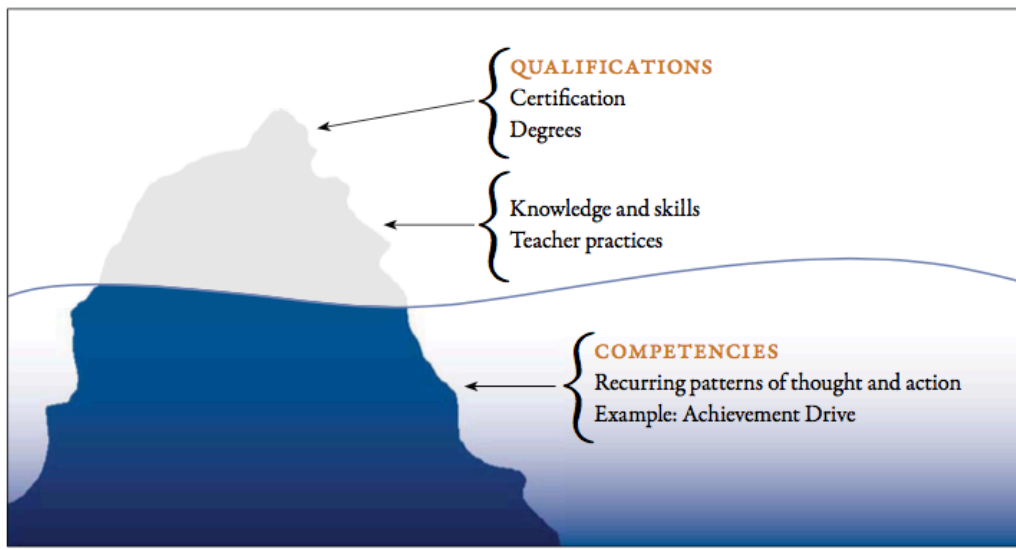 QUALIFICATIONS
Certification
Degrees
Knowledge and skills
Teacher practices
COMPETENCIES
Recurring patterns of thought and action
Example: Achievement Drive